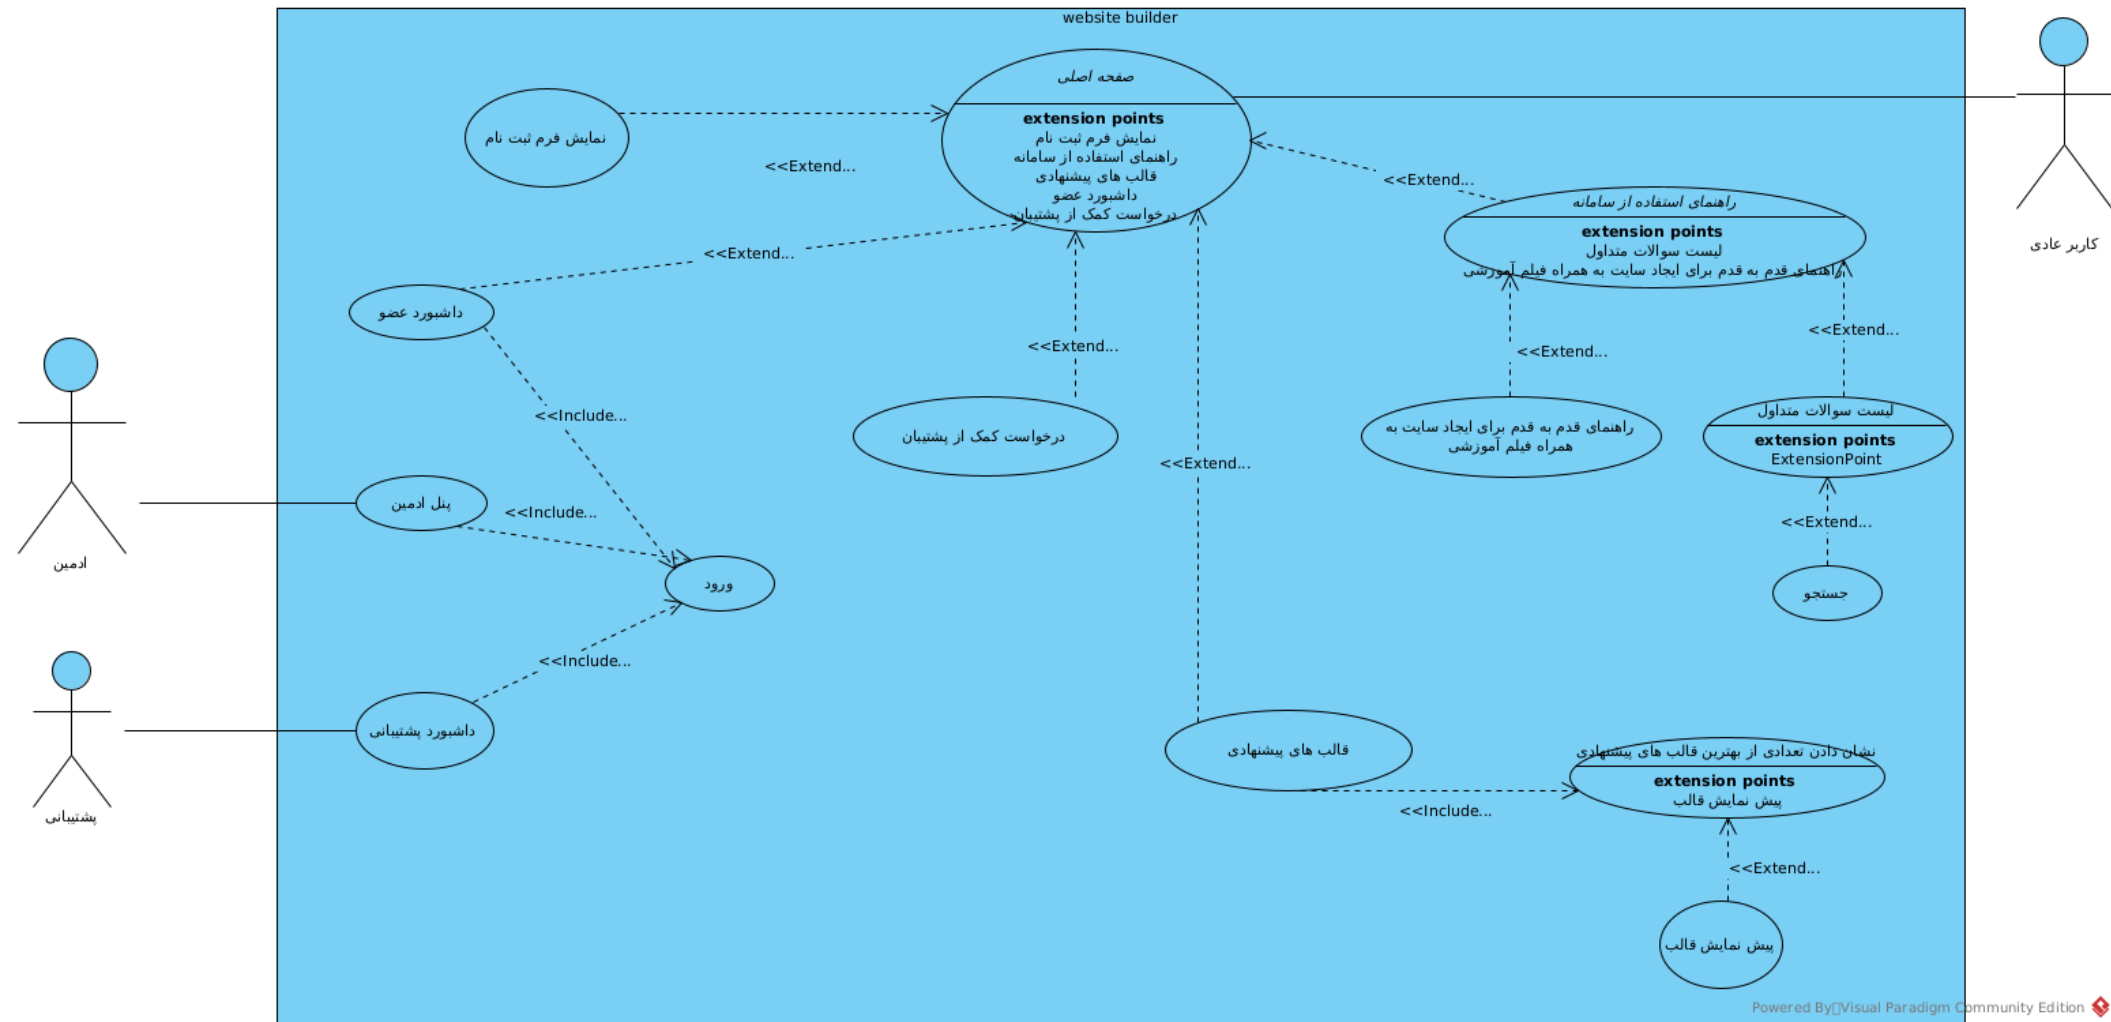 website builder
صفحه اصلی
extension points
نمایش فرم ثبت نام
راهنمای استفاده از سامانه
قالب های پیشنهادی
داشبورد عضو
درخواست کمک از پشتیبان
نمایش فرم ثبت نام
<<Extend...
<<Extend...
راهنمای استفاده از سامانه
extension points
لیست سوالات متداول
راهنمای قدم به قدم برای ایجاد سایت به همراه فیلم آموزشی
کاربر عادی
<<Extend...
داشبورد عضو
<<Extend...
<<Extend...
<<Extend...
<<Include...
درخواست کمک از پشتیبان
راهنمای قدم به قدم برای ایجاد سایت به
همراه فیلم آموزشی
لیست سوالات متداول
extension points
ExtensionPoint
<<Extend...
پنل ادمین
<<Include...
<<Extend...
ادمین
ورود
جستجو
<<Include...
داشبورد پشتیبانی
پشتیبانی
قالب های پیشنهادی
نشان دادن تعدادی از بهترین قالب های پیشنهادی
extension points
پیش نمایش قالب
<<Include...
<<Extend...
پیش نمایش قالب
Powered By Visual Paradigm Community Edition